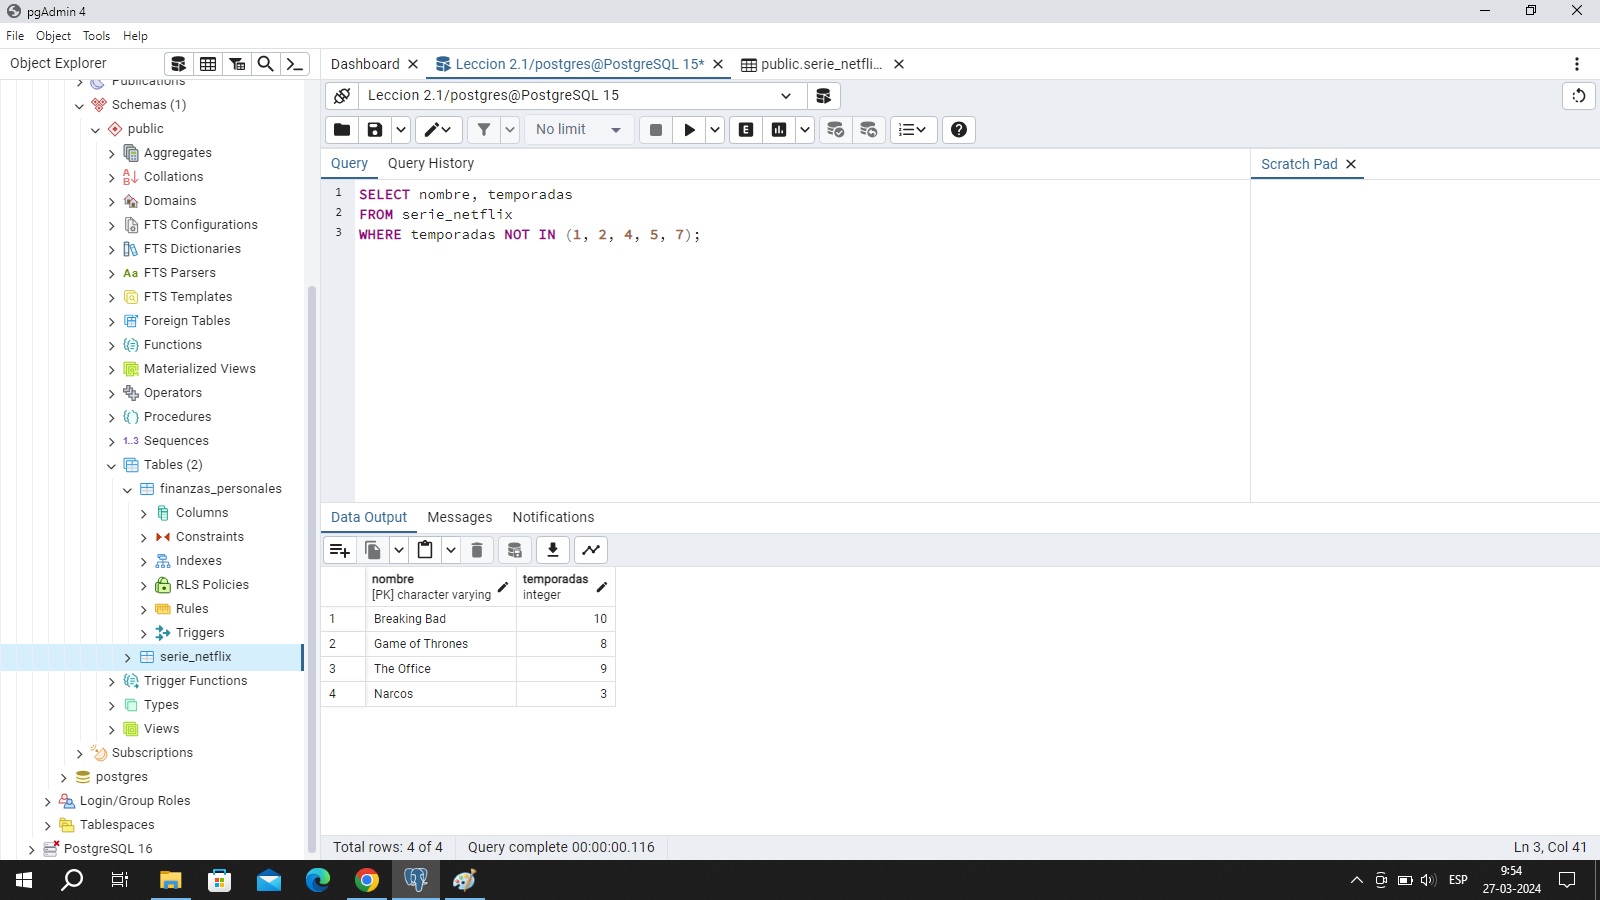 pgAdmin 4
File Object Tools Help
Object Explorer
Dashboard
Leccion 2.1/postgres@PostgreSQL 15*
public.serie_netfli...
Publications
Schemas (1)
public
Aggregates
Collations
Domains
FTS Configurations
FTS Dictionaries
Aa FTS Parsers
FTS Templates
Foreign Tables
Functions
Materialized Views
Operators
Procedures
1..3 Sequences
Tables (2)
finanzas_personales
Columns
Constraints
Indexes
RLS Policies
Rules
Triggers
serie_netflix
Trigger Functions
Types
Views
Subscriptions
postgres
Login/Group Roles
Tablespaces
PostgreSQL 16
Leccion 2.1/postgres@PostgreSQL 15
No limit
E
Query Query History
Scratch Pad
1 SELECT nombre, temporadas
2 FROM serie_netflix
3 WHERE temporadas NOT IN (1, 2, 4, 5, 7);
Data Output Messages Notifications
nombre temporadas
[PK] character varying integer
1 Breaking Bad 10
2 Game of Thrones 8
3 The Office 9
4 Narcos 3
Total rows: 4 of 4 Query complete 00:00:00.116 Ln 3, Col 41
ESP
9:54
27-03-2024